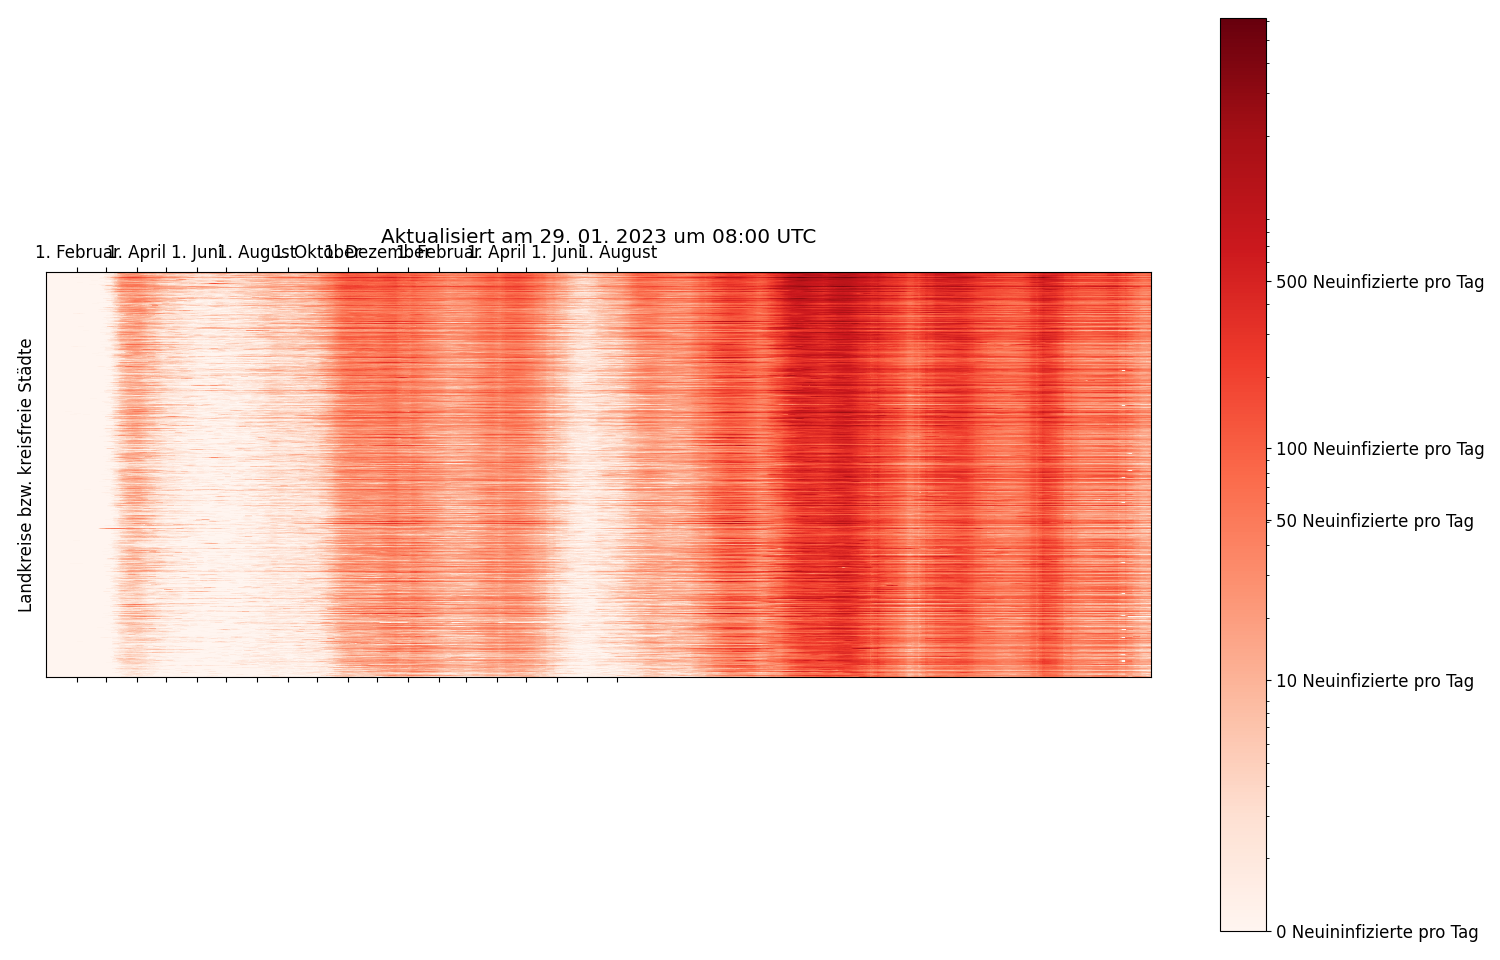 Aktualisiert am 29. 01. 2023 um 08:00 UTC
1. Februar 1. April 1. Juni 1. August 1. Oktober 1. Dezember 1. Februar 1. April 1. Juni 1. August
Landkreise bzw. kreisfreie Städte
500 Neuinfizierte pro Tag
100 Neuinfizierte pro Tag
50 Neuinfizierte pro Tag
10 Neuinfizierte pro Tag
0 Neuininfizierte pro Tag